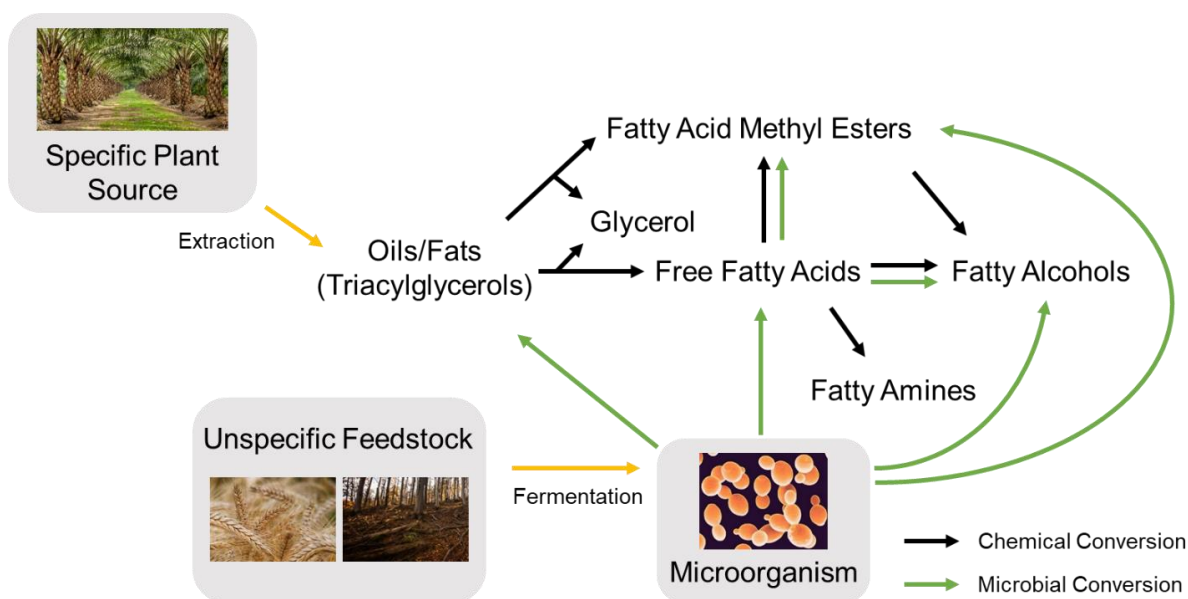 Specific Plant
Source
Extraction
Oils/Fats
(Triacylglycerols)
Fatty Acid Methyl Esters
Glycerol
Free Fatty Acids
Fatty Alcohols
Fatty Amines
Unspecific Feedstock
Fermentation
Microorganism
Chemical Conversion
Microbial Conversion